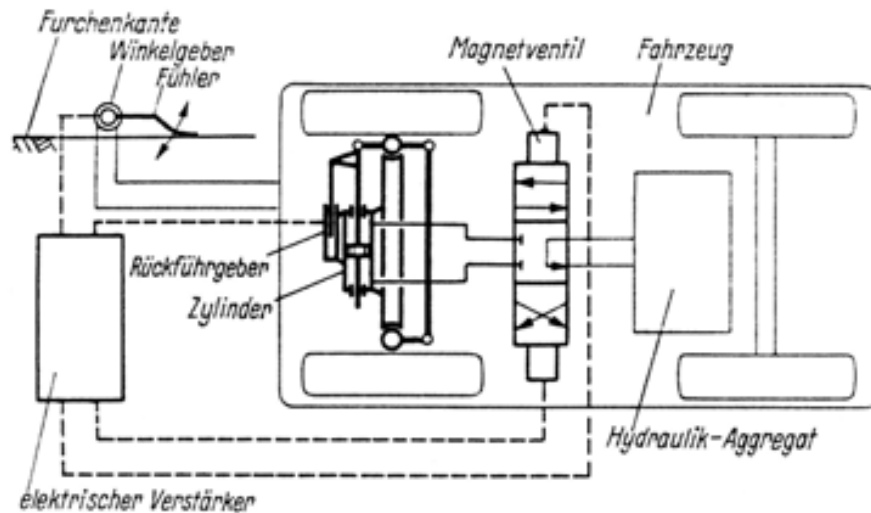 Furchenkante
Winkelgeber
Fühler
Magnetventil
Fahrzeug
Rückführgeber
Zylinder
Hydraulik-Aggregat
elektrischer Verstärker